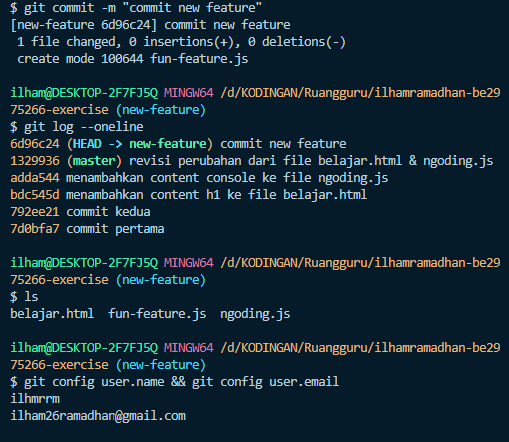 $ git commit -m "commit new feature"
[new-feature 6d96c24] commit new feature
 1 file changed, 0 insertions(+), 0 deletions(-)
 create mode 100644 fun-feature.js

ilham@DESKTOP-2F7FJ5Q MINGW64 /d/KODINGAN/Ruangguru/ilhamramadhan-be29
75266-exercise (new-feature)
$ git log --oneline
6d96c24 (HEAD -> new-feature) commit new feature
1329936 (master) revisi perubahan dari file belajar.html & ngoding.js
adda544 menambahkan content console ke file ngoding.js
bdc545d menambahkan content h1 ke file belajar.html
792ee21 commit kedua
7d0bfa7 commit pertama

ilham@DESKTOP-2F7FJ5Q MINGW64 /d/KODINGAN/Ruangguru/ilhamramadhan-be29
75266-exercise (new-feature)
$ ls
belajar.html  fun-feature.js  ngoding.js

ilham@DESKTOP-2F7FJ5Q MINGW64 /d/KODINGAN/Ruangguru/ilhamramadhan-be29
75266-exercise (new-feature)
$ git config user.name && git config user.email
ilhmrrm
ilham26ramadhan@gmail.com